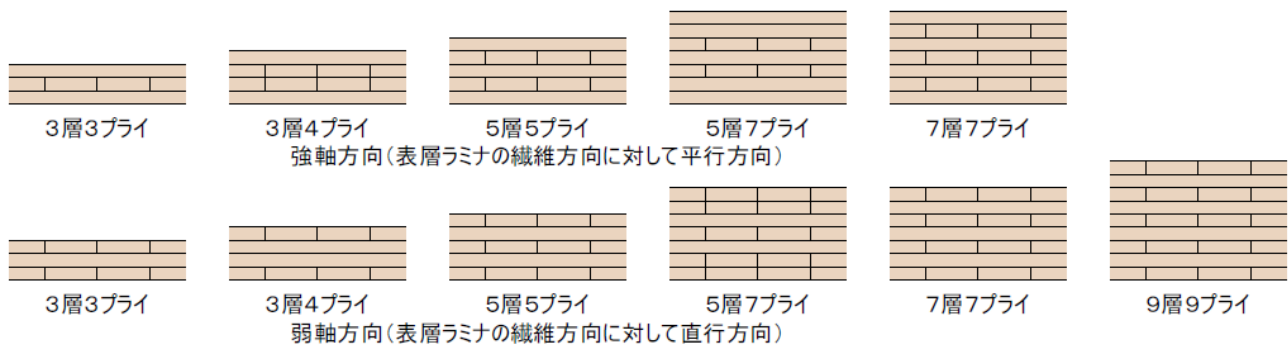 3層3プライ 3層4プライ 5層5プライ 5層7プライ 7層7プライ
強軸方向(表層ラミナの繊維方向に対して平行方向)
3層3プライ 3層4プライ 5層5プライ 5層7プライ 7層7プライ 9層9プライ
弱軸方向(表層ラミナの繊維方向に対して直行方向)